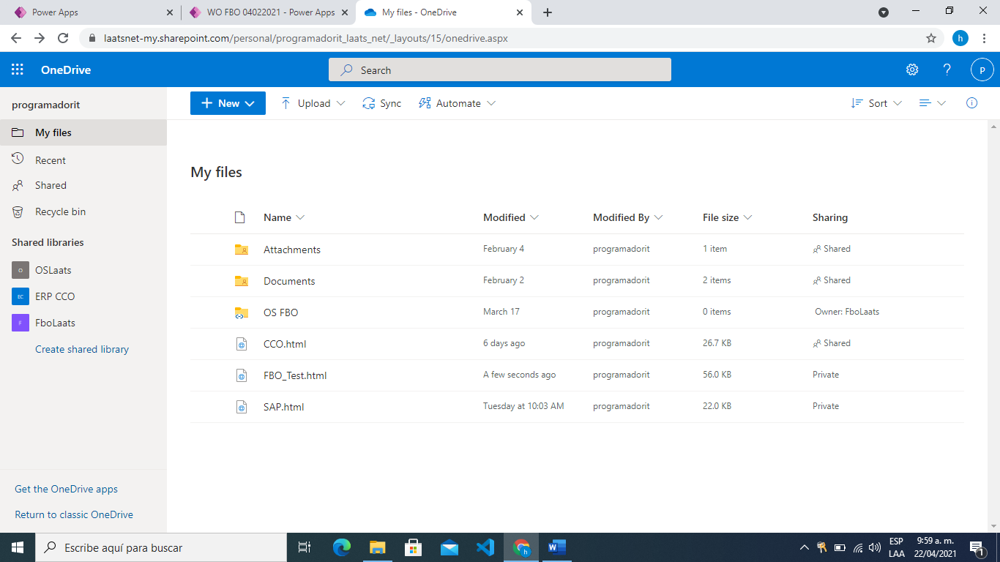 Power Apps
WO FBO 04022021 - Power Apps
My files - OneDrive
laatsnet-my.sharepoint.com/personal/programadorit_laats_net/_layouts/15/onedrive.aspx
h
OneDrive
Search
P
programadorit
My files
Recent
Shared
Recycle bin
Shared libraries
O
OSLaats
EC
ERP CCO
F
FboLaats
Create shared library
Get the OneDrive apps
Return to classic OneDrive
New
Upload
Sync
Automate
Sort
My files
Name Modified Modified By File size Sharing
Attachments February 4 programadorit 1 item Shared
Documents February 2 programadorit 2 items Shared
OS FBO March 17 programadorit 0 items Owner: FboLaats
CCO.html 6 days ago programadorit 26.7 KB Shared
FBO_Test.html A few seconds ago programadorit 56.0 KB Private
SAP.html Tuesday at 10:03 AM programadorit 22.0 KB Private
Escribe aquí para buscar
h
ESP
LAA
9:59 a. m.
22/04/2021
1